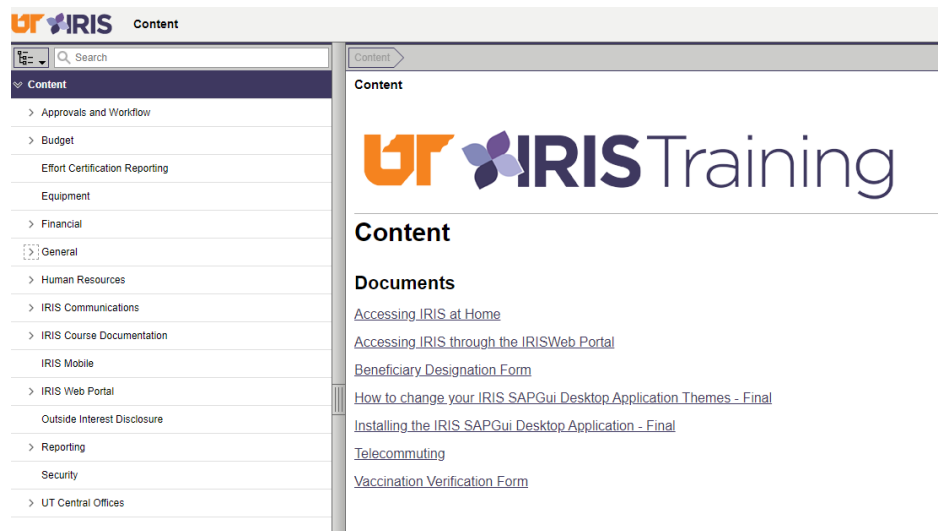 UT IRIS Content
Search
Content
Approvals and Workflow
Budget
Effort Certification Reporting
Equipment
Financial
General
Human Resources
IRIS Communications
IRIS Course Documentation
IRIS Mobile
IRIS Web Portal
Outside Interest Disclosure
Reporting
Security
UT Central Offices
Content
Content
UT IRIS Training
Content
Documents
Accessing IRIS at Home
Accessing IRIS through the IRISWeb Portal
Beneficiary Designation Form
How to change your IRIS SAPGui Desktop Application Themes - Final
Installing the IRIS SAPGui Desktop Application - Final
Telecommuting
Vaccination Verification Form